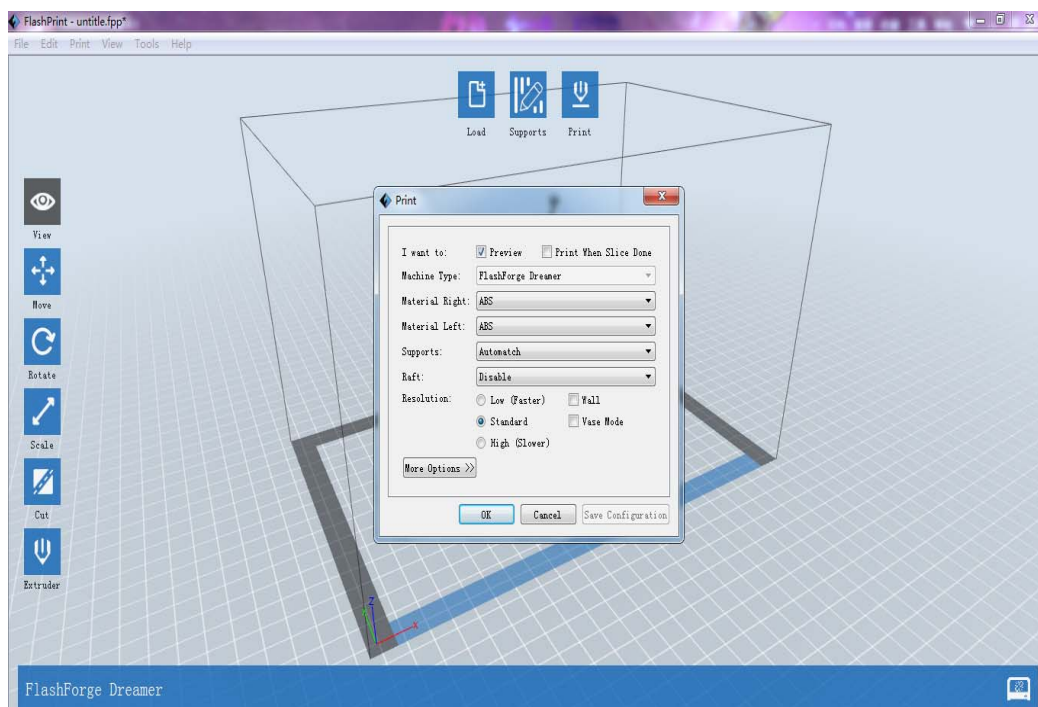 FlashPrint - untitle.fpp*
File Edit Print View Tools Help
Load Supports Print
View
Move
Rotate
Scale
Cut
Extruder
Print
I want to: Preview Print When Slice Done
Machine Type: FlashForge Dreamer
Material Right: ABS
Material Left: ABS
Supports: Automatch
Raft: Disable
Resolution: Low (Faster) Wall
Standard Vase Mode
High (Slower)
More Options >>
OK Cancel Save Configuration
Z
X
FlashForge Dreamer